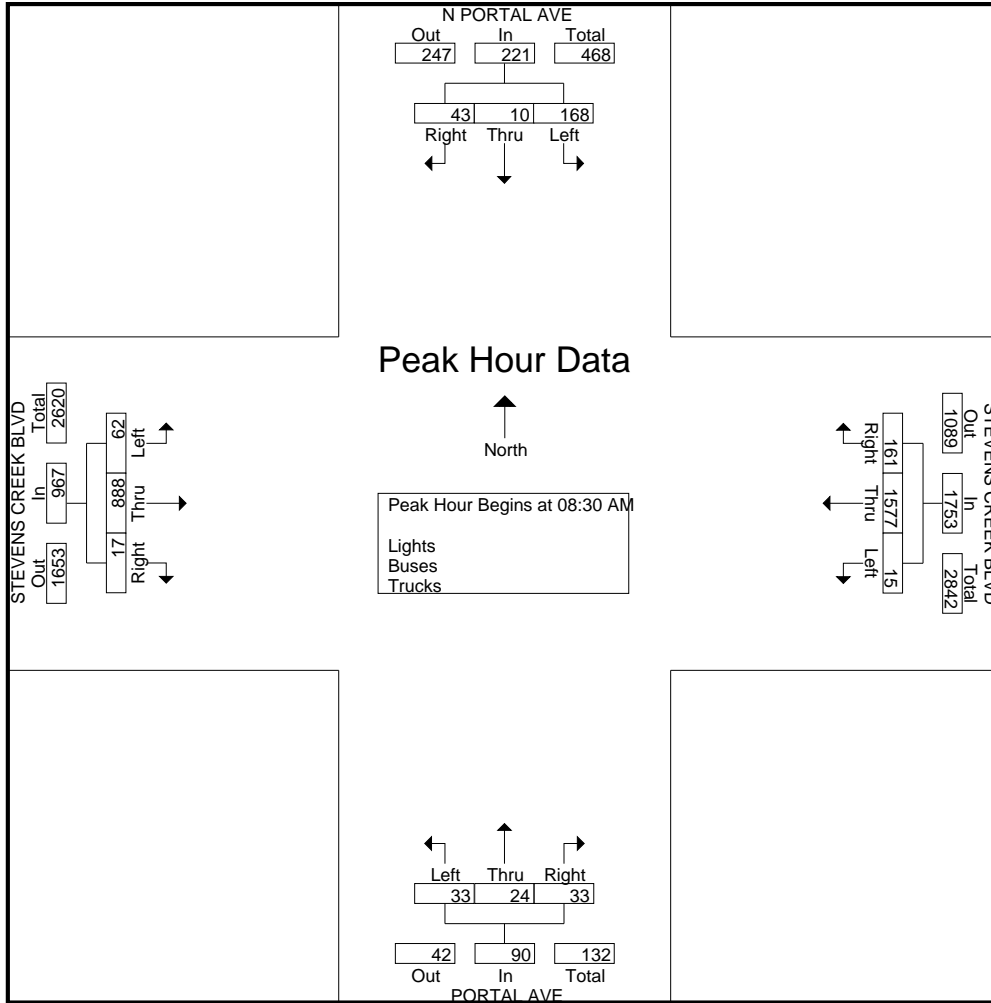 N PORTAL AVE
Out In Total
247 221 468
43 10 168
Right Thru Left
Peak Hour Data
North
Peak Hour Begins at 08:30 AM
Lights
Buses
Trucks
STEVENS CREEK BLVD
Out In Total
1653 967 2620
17 888 62
Right Thru Left
STEVENS CREEK BLVD
Out In Total
1089 1753 2842
161 1577 15
Right Thru Left
Left Thru Right
33 24 33
42 90 132
Out In Total
PORTAL AVE